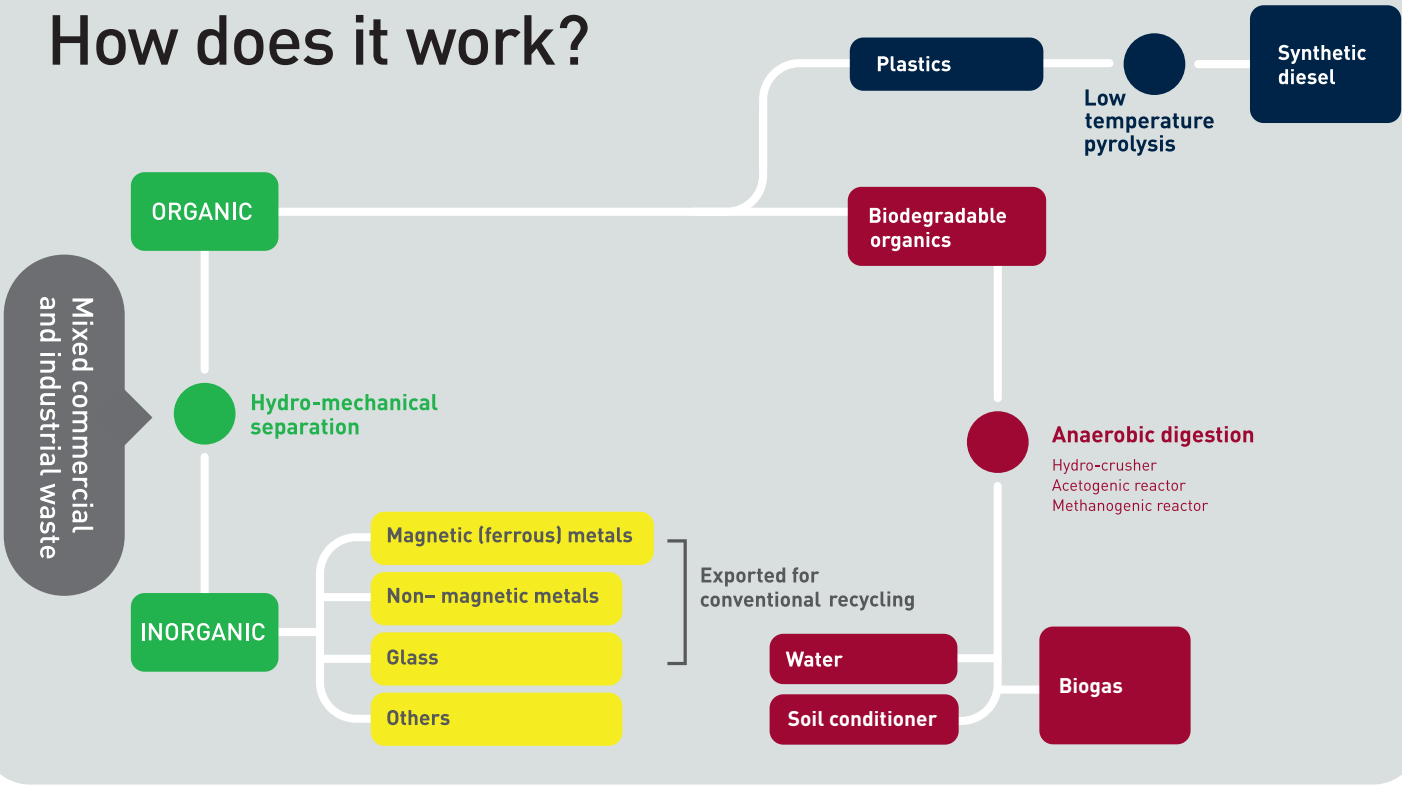 How does it work?
Plastics
Low
temperature
pyrolysis
Synthetic
diesel
ORGANIC
Biodegradable
organics
Mixed commercial
and industrial waste
Hydro-mechanical
separation
Anaerobic digestion
Hydro-crusher
Acetogenic reactor
Methanogenic reactor
INORGANIC
Magnetic (ferrous) metals
Non– magnetic metals
Glass
Others
Exported for
conventional recycling
Water
Soil conditioner
Biogas